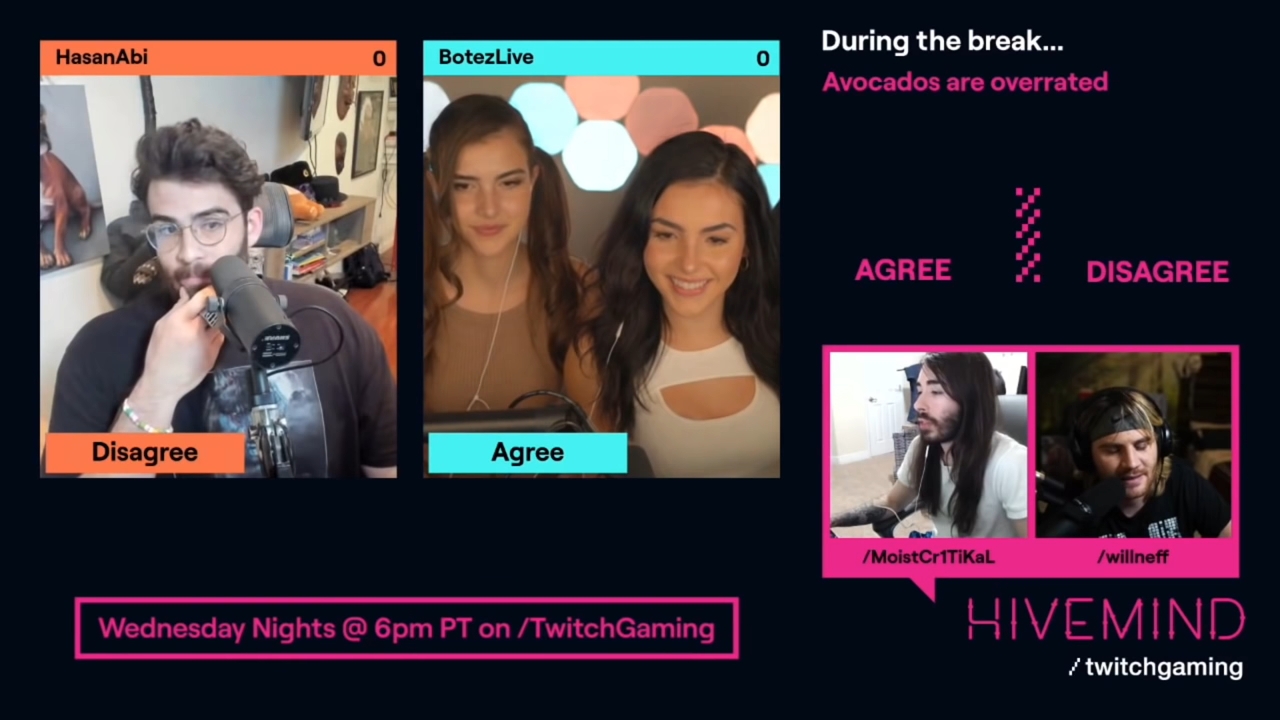 HasanAbi 0
BotezLive 0
During the break...
Avocados are overrated
AGREE
DISAGREE
Disagree
Agree
/MoistCr1TiKaL
/willneff
Wednesday Nights @ 6pm PT on /TwitchGaming
HIVEMIND
/twitchgaming